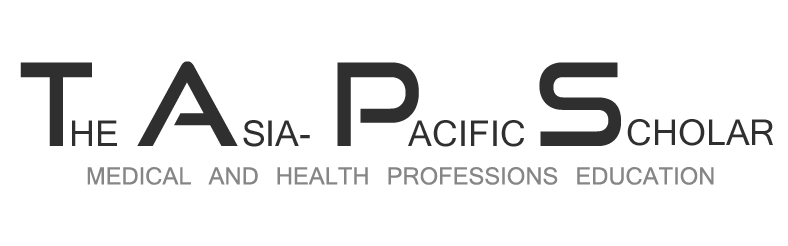 THE ASIA- PACIFIC SCHOLAR
MEDICAL AND HEALTH PROFESSIONS EDUCATION